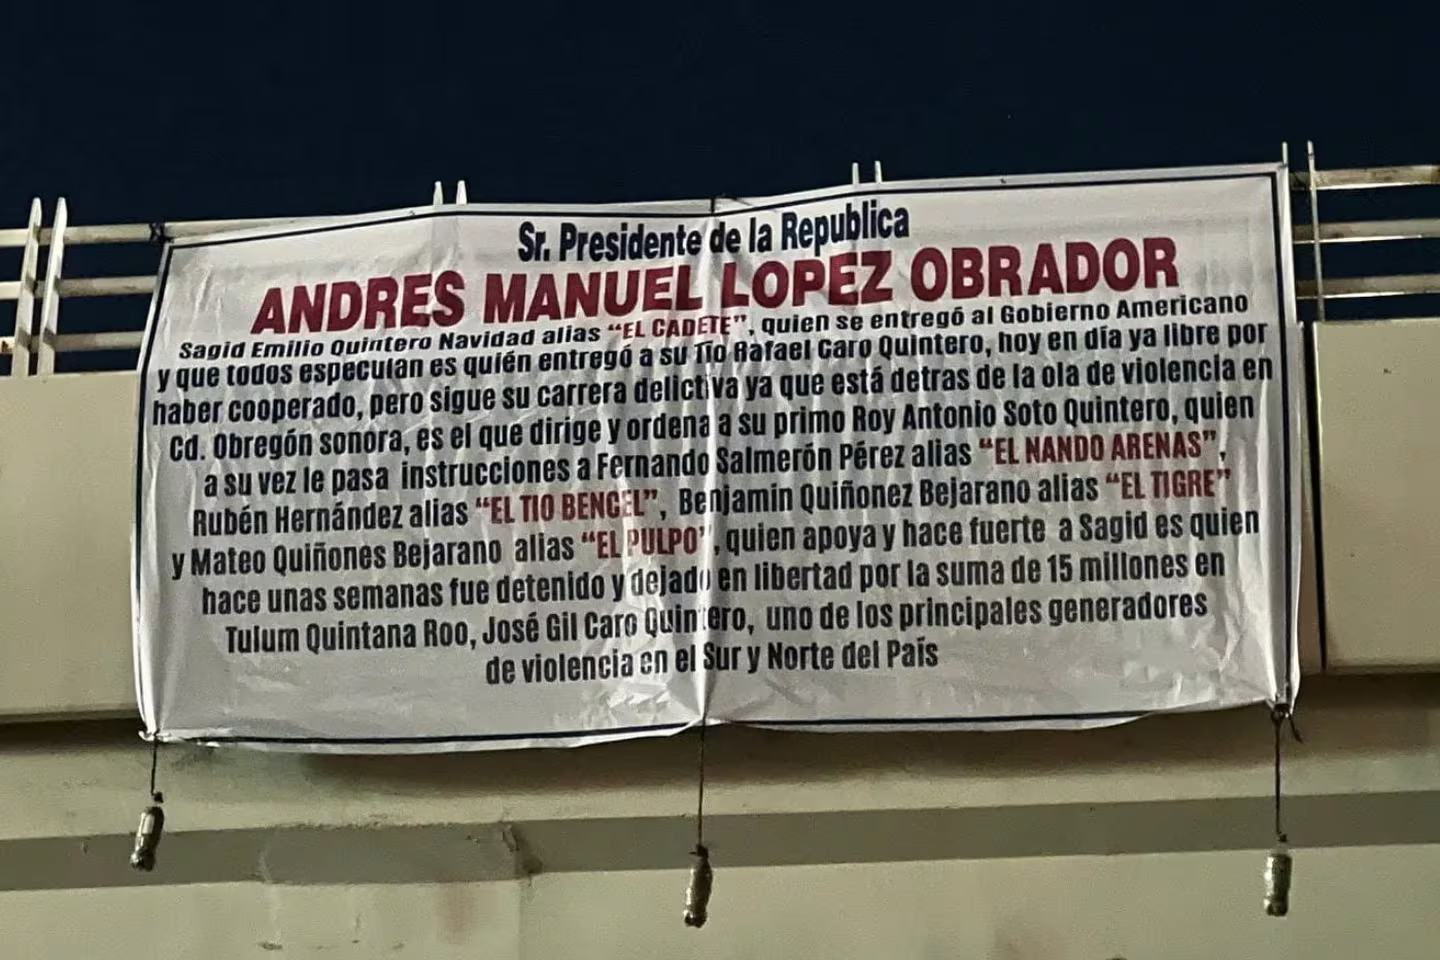 Sr. Presidente de la Republica
ANDRES MANUEL LOPEZ OBRADOR
Sagid Emilio Quintero Navidad alias “EL CADETE”, quien se entregó al Gobierno Americano
y que todos especulan es quién entregó a su Tío Rafael Caro Quintero, hoy en día ya libre por
haber cooperado, pero sigue su carrera delictiva ya que está detras de la ola de violencia en
Cd. Obregón sonora, es el que dirige y ordena a su primo Roy Antonio Soto Quintero, quien
a su vez le pasa instrucciones a Fernando Salmerón Pérez alias “EL NANDO ARENAS”,
Rubén Hernández alias “EL TIO BENCEL”, Benjamin Quiñonez Bejarano alias “EL TIGRE”
y Mateo Quiñones Bejarano alias “EL PULPO”, quien apoya y hace fuerte a Sagid es quien
hace unas semanas fue detenido y dejado en libertad por la suma de 15 millones en
Tulum Quintana Roo, José Gil Caro Quintero, uno de los principales generadores
de violencia en el Sur y Norte del País